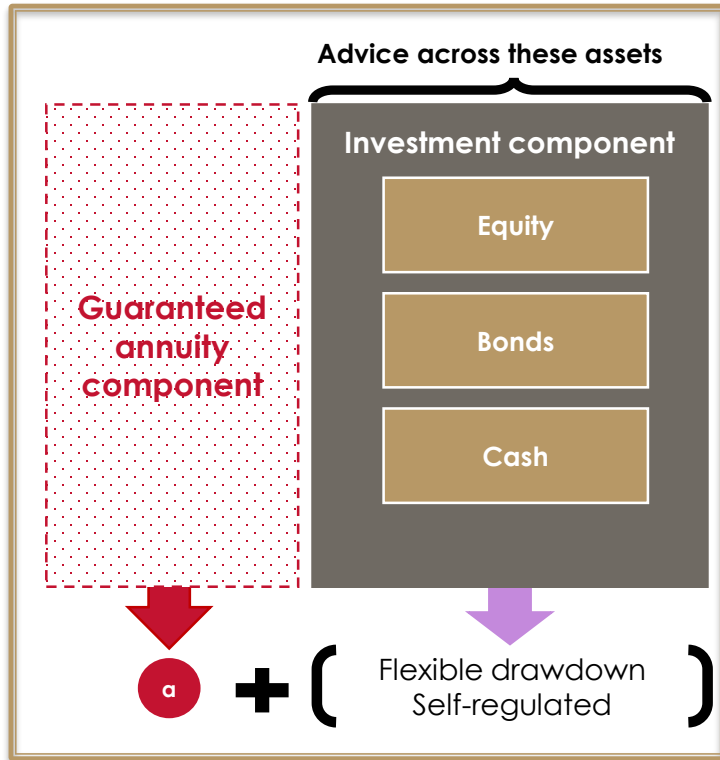 Advice across these assets
Investment component
Equity
Guaranteed
annuity
component
Bonds
Cash
a
+
(
Flexible drawdown
Self-regulated
)